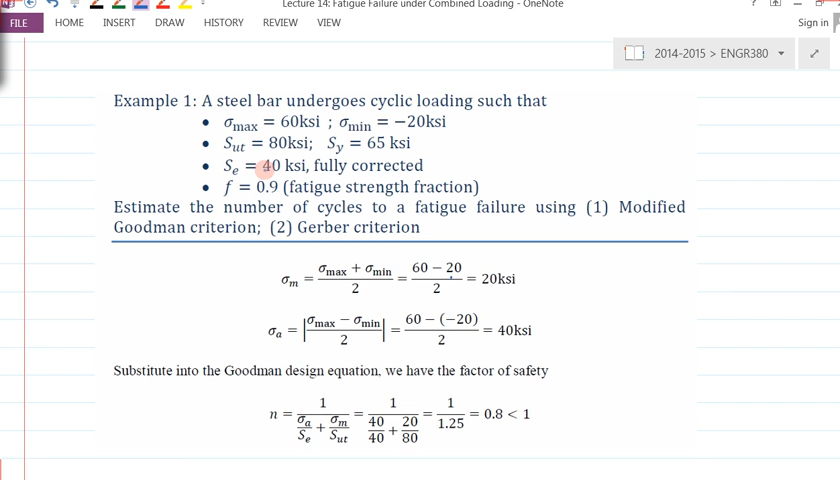 Lecture 14: Fatigue Failure under Combined Loading - OneNote
FILE HOME INSERT DRAW HISTORY REVIEW VIEW Sign in
2014-2015 > ENGR380
Example 1: A steel bar undergoes cyclic loading such that
• σmax = 60ksi ; σmin = −20ksi
• Sut = 80ksi; Sy = 65 ksi
• Se = 40 ksi, fully corrected
• f = 0.9 (fatigue strength fraction)
Estimate the number of cycles to a fatigue failure using (1) Modified
Goodman criterion; (2) Gerber criterion
σm = (σmax + σmin)/2 = (60 − 20)/2 = 20ksi
σa = |(σmax − σmin)/2| = (60 − (−20))/2 = 40ksi
Substitute into the Goodman design equation, we have the factor of safety
n = 1/(σa/Se + σm/Sut) = 1/(40/40 + 20/80) = 1/1.25 = 0.8 < 1